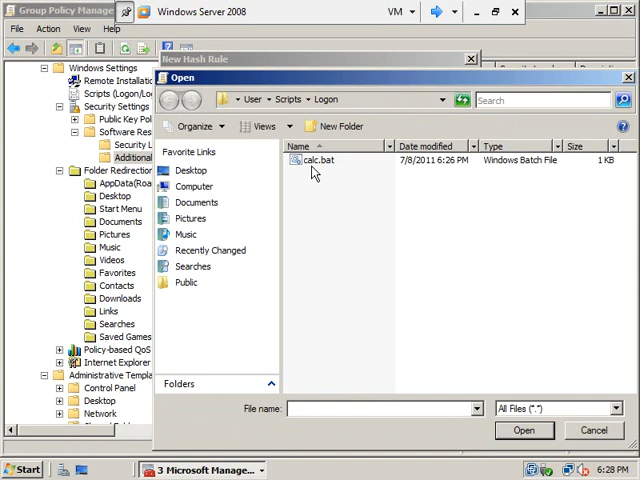 Group Policy Manage
Windows Server 2008
VM
File Action View
New Hash Rule
Windows Settings
Remote Installatio
Scripts (Logon/Lo
Security Settings
Public Key Po
Software Res
Security L
Additional
Folder Redirection
AppData(Roa
Desktop
Start Menu
Documents
Pictures
Music
Videos
Favorites
Contacts
Downloads
Links
Searches
Saved Games
Policy-based QoS
Internet Explorer
Administrative Templa
Control Panel
Desktop
Network
Open
User Scripts Logon
Search
Organize Views New Folder
Favorite Links
Desktop
Computer
Documents
Pictures
Music
Recently Changed
Searches
Public
Folders
Name Date modified Type Size
calc.bat 7/8/2011 6:26 PM Windows Batch File 1 KB
File name: All Files (*.*)
Open Cancel
Start 3 Microsoft Manage... 6:28 PM